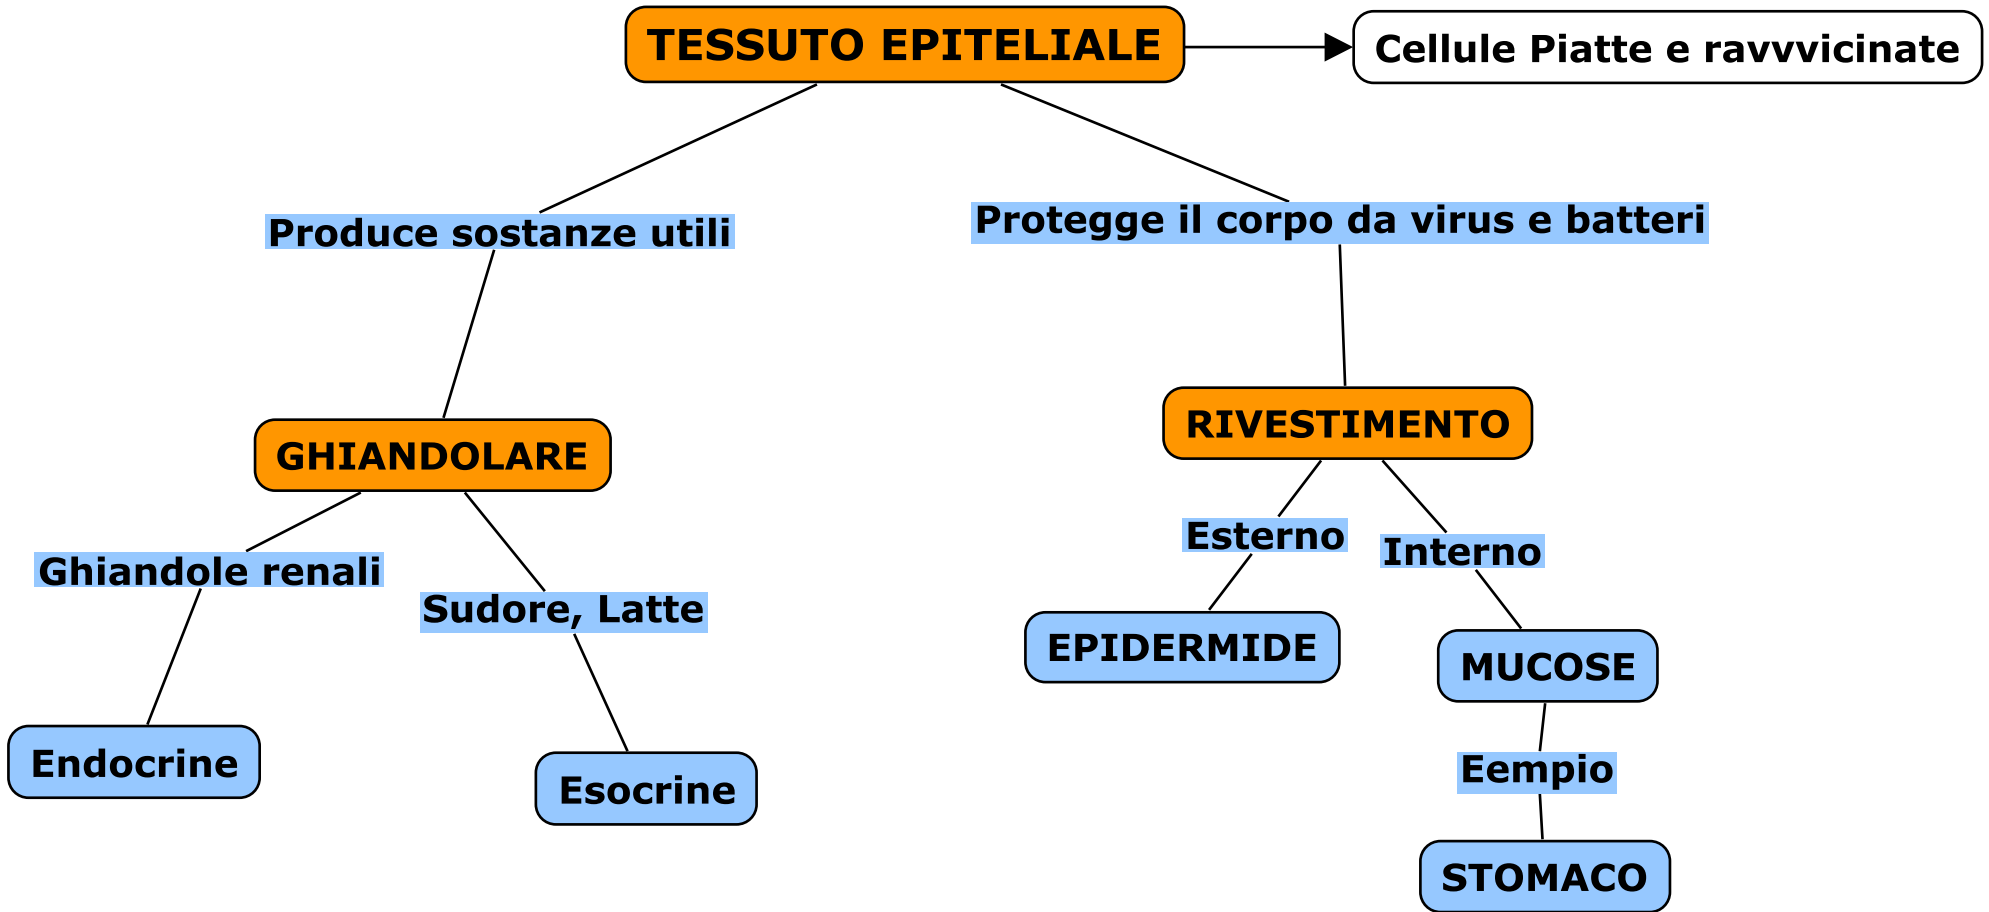 TESSUTO EPITELIALE
Cellule Piatte e ravvvicinate
Produce sostanze utili
Protegge il corpo da virus e batteri
GHIANDOLARE
RIVESTIMENTO
Ghiandole renali
Sudore, Latte
Esterno
Interno
Endocrine
Esocrine
EPIDERMIDE
MUCOSE
Eempio
STOMACO